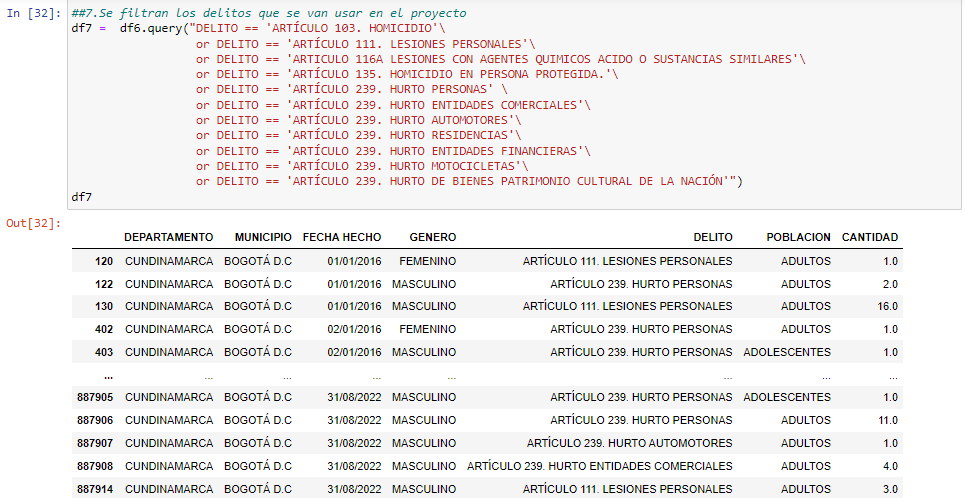 In [32]: ##7.Se filtran los delitos que se van usar en el proyecto
df7 = df6.query("DELITO == 'ARTÍCULO 103. HOMICIDIO'\
or DELITO == 'ARTÍCULO 111. LESIONES PERSONALES'\
or DELITO == 'ARTICULO 116A LESIONES CON AGENTES QUIMICOS ACIDO O SUSTANCIAS SIMILARES'\
or DELITO == 'ARTÍCULO 135. HOMICIDIO EN PERSONA PROTEGIDA.'\
or DELITO == 'ARTÍCULO 239. HURTO PERSONAS' \
or DELITO == 'ARTÍCULO 239. HURTO ENTIDADES COMERCIALES'\
or DELITO == 'ARTÍCULO 239. HURTO AUTOMOTORES'\
or DELITO == 'ARTÍCULO 239. HURTO RESIDENCIAS'\
or DELITO == 'ARTÍCULO 239. HURTO ENTIDADES FINANCIERAS'\
or DELITO == 'ARTÍCULO 239. HURTO MOTOCICLETAS'\
or DELITO == 'ARTÍCULO 239. HURTO DE BIENES PATRIMONIO CULTURAL DE LA NACIÓN'")
df7
Out[32]:
DEPARTAMENTO MUNICIPIO FECHA HECHO GENERO DELITO POBLACION CANTIDAD
120 CUNDINAMARCA BOGOTÁ D.C 01/01/2016 FEMENINO ARTÍCULO 111. LESIONES PERSONALES ADULTOS 1.0
122 CUNDINAMARCA BOGOTÁ D.C 01/01/2016 MASCULINO ARTÍCULO 239. HURTO PERSONAS ADULTOS 2.0
130 CUNDINAMARCA BOGOTÁ D.C 01/01/2016 MASCULINO ARTÍCULO 111. LESIONES PERSONALES ADULTOS 16.0
402 CUNDINAMARCA BOGOTÁ D.C 02/01/2016 FEMENINO ARTÍCULO 239. HURTO PERSONAS ADULTOS 1.0
403 CUNDINAMARCA BOGOTÁ D.C 02/01/2016 MASCULINO ARTÍCULO 239. HURTO PERSONAS ADOLESCENTES 1.0
... ... ... ... ... ... ... ...
887905 CUNDINAMARCA BOGOTÁ D.C 31/08/2022 MASCULINO ARTÍCULO 239. HURTO PERSONAS ADOLESCENTES 1.0
887906 CUNDINAMARCA BOGOTÁ D.C 31/08/2022 MASCULINO ARTÍCULO 239. HURTO PERSONAS ADULTOS 11.0
887907 CUNDINAMARCA BOGOTÁ D.C 31/08/2022 MASCULINO ARTÍCULO 239. HURTO AUTOMOTORES ADULTOS 1.0
887908 CUNDINAMARCA BOGOTÁ D.C 31/08/2022 MASCULINO ARTÍCULO 239. HURTO ENTIDADES COMERCIALES ADULTOS 4.0
887914 CUNDINAMARCA BOGOTÁ D.C 31/08/2022 MASCULINO ARTÍCULO 111. LESIONES PERSONALES ADULTOS 3.0